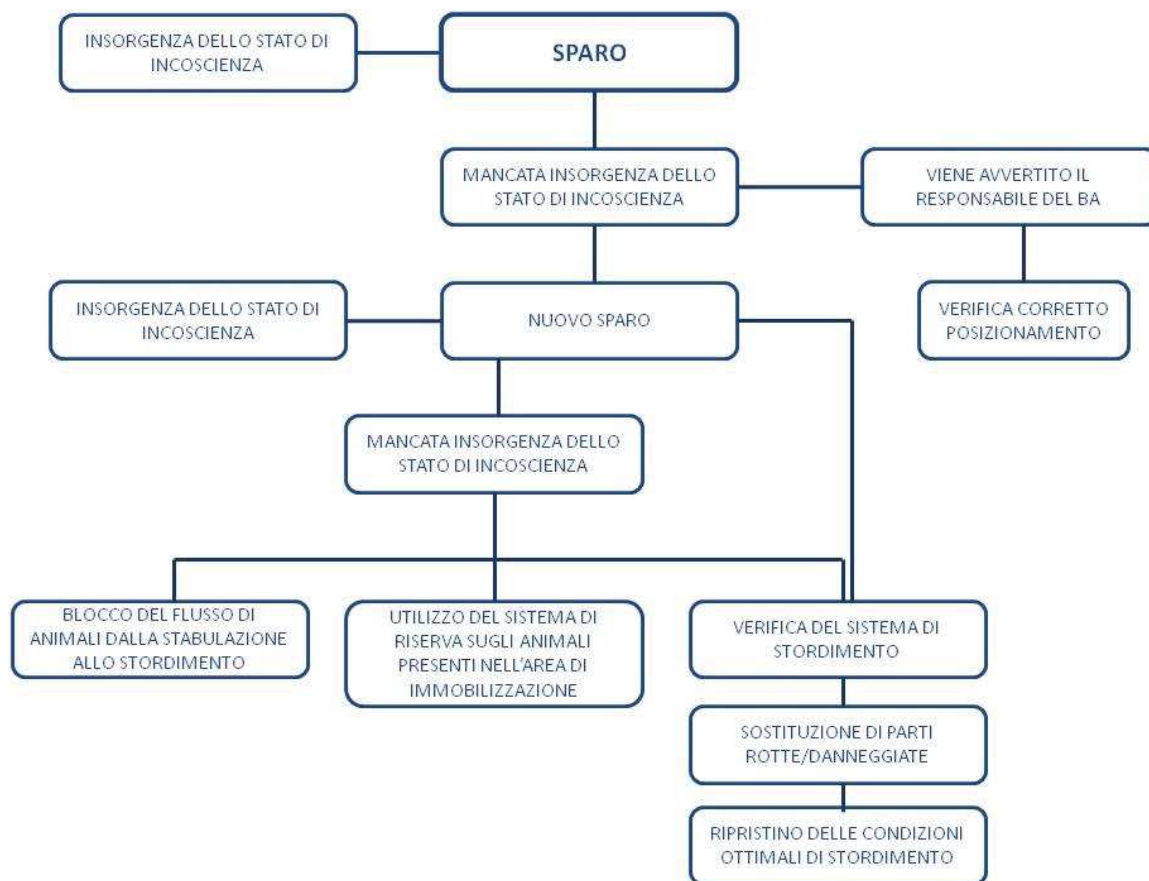 INSORGENZA DELLO STATO DI
INCOSCIENZA
SPARO
MANCATA INSORGENZA DELLO
STATO DI INCOSCIENZA
VIENE AVVERTITO IL
RESPONSABILE DEL BA
INSORGENZA DELLO STATO DI
INCOSCIENZA
NUOVO SPARO
VERIFICA CORRETTO
POSIZIONAMENTO
MANCATA INSORGENZA DELLO
STATO DI INCOSCIENZA
BLOCCO DEL FLUSSO DI
ANIMALI DALLA STABULAZIONE
ALLO STORDIMENTO
UTILIZZO DEL SISTEMA DI
RISERVA SUGLI ANIMALI
PRESENTI NELL'AREA DI
IMMOBILIZZAZIONE
VERIFICA DEL SISTEMA DI
STORDIMENTO
SOSTITUZIONE DI PARTI
ROTTE/DANNEGGIATE
RIPRISTINO DELLE CONDIZIONI
OTTIMALI DI STORDIMENTO